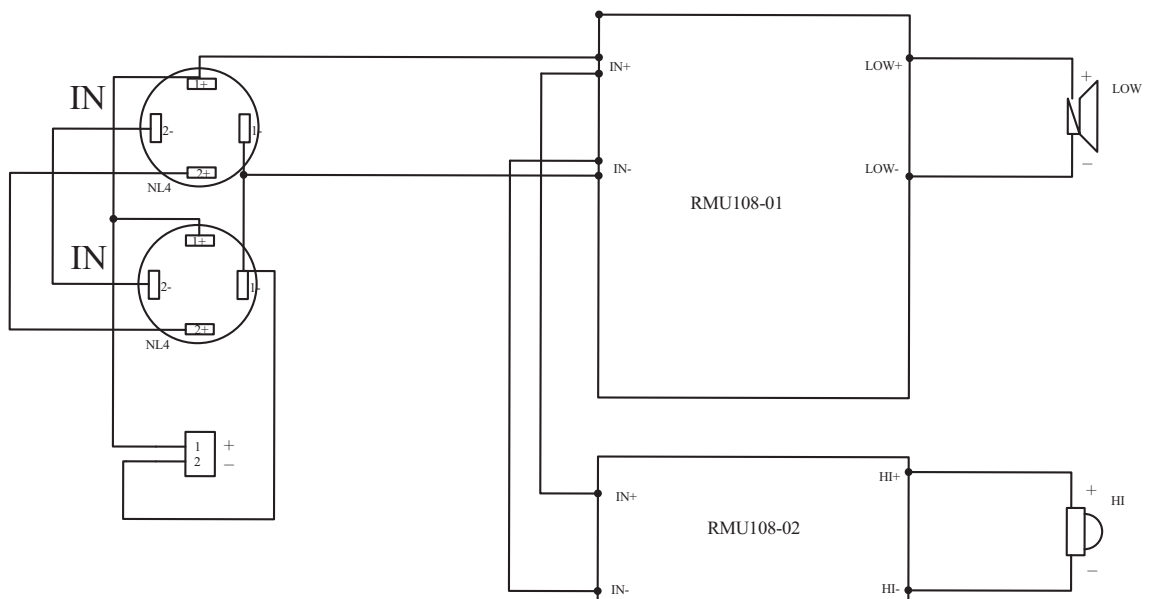 IN
1+
2-
1-
2+
NL4
IN
1+
2-
1-
2+
NL4
1 +
2 −
IN+
IN-
RMU108-01
LOW+
LOW-
+
LOW
−
IN+
IN-
RMU108-02
HI+
HI-
+
HI
−